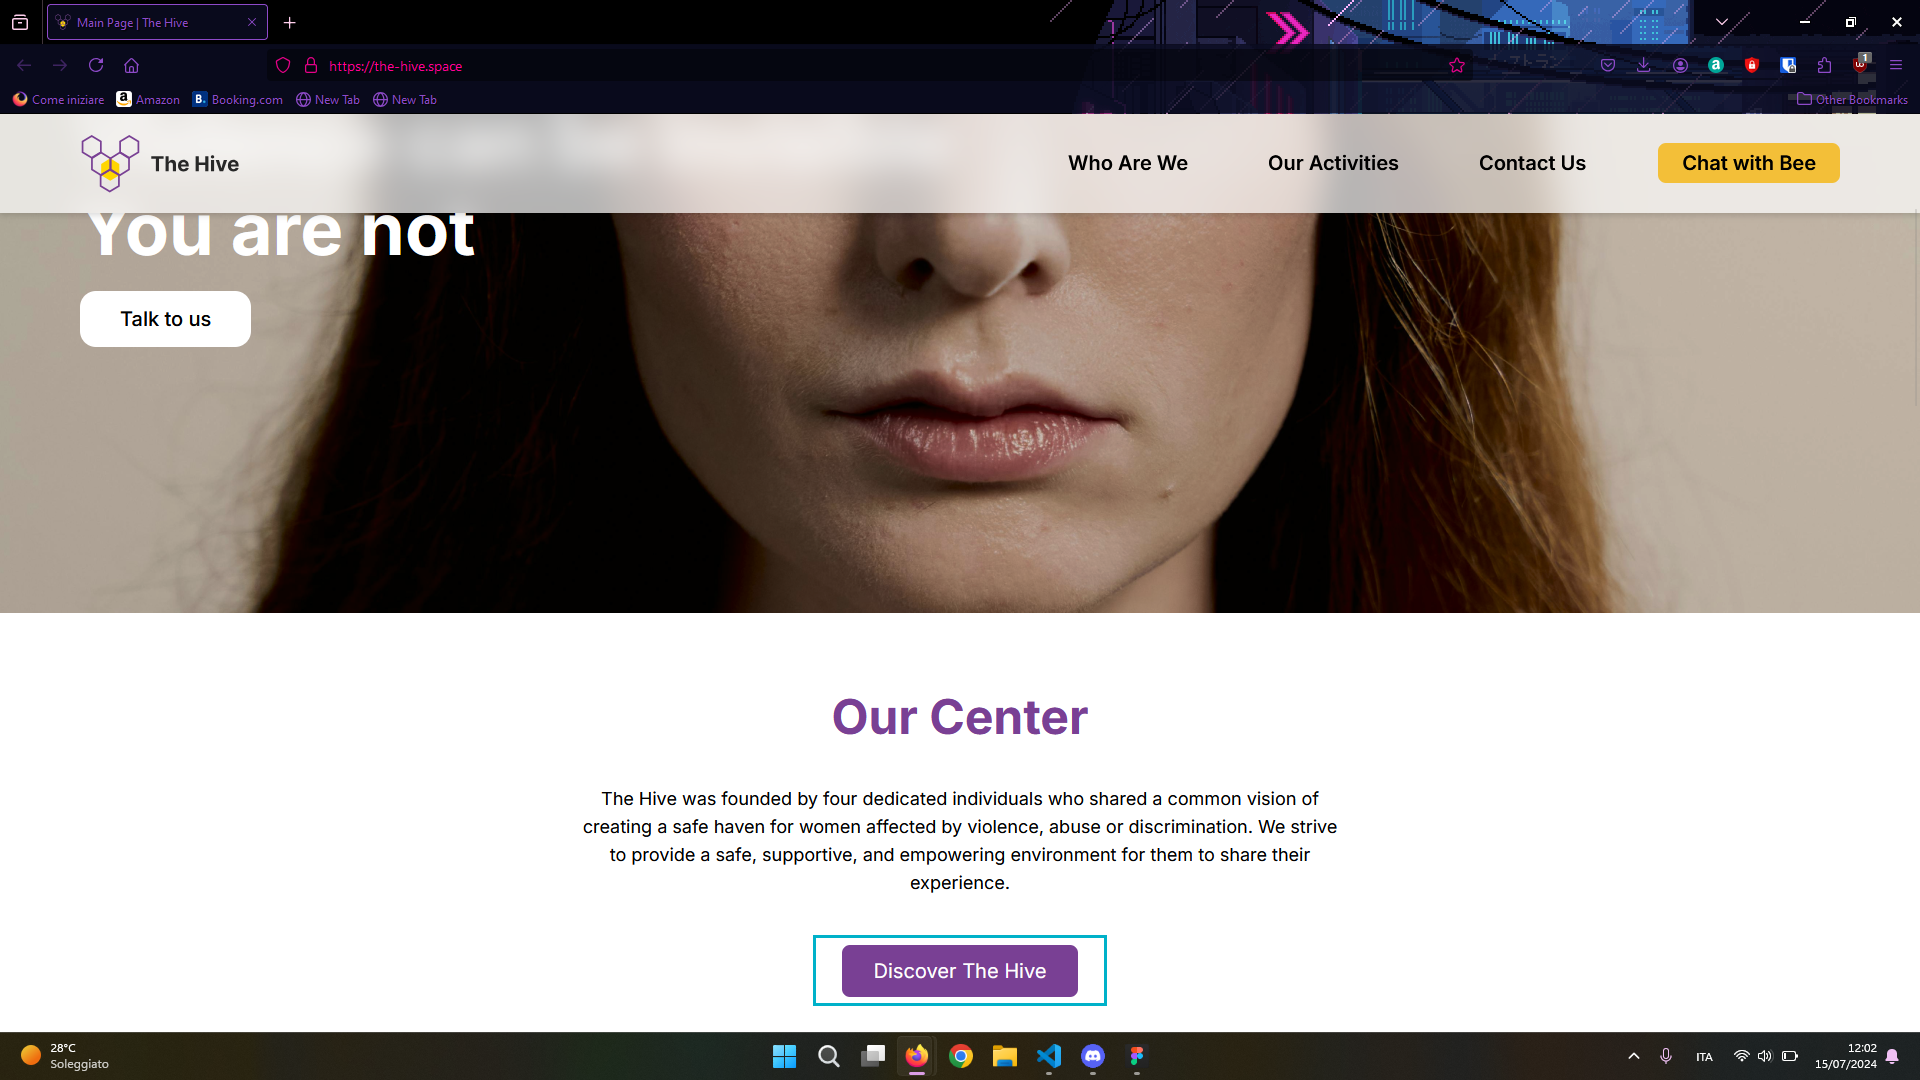 Main Page | The Hive
https://the-hive.space
Come iniziare
Amazon
Booking.com
New Tab
New Tab
Other Bookmarks
The Hive
Who Are We
Our Activities
Contact Us
Chat with Bee
You are not
Talk to us
Our Center
The Hive was founded by four dedicated individuals who shared a common vision of
creating a safe haven for women affected by violence, abuse or discrimination. We strive
to provide a safe, supportive, and empowering environment for them to share their
experience.
Discover The Hive
28°C
Soleggiato
ITA
12:02
15/07/2024